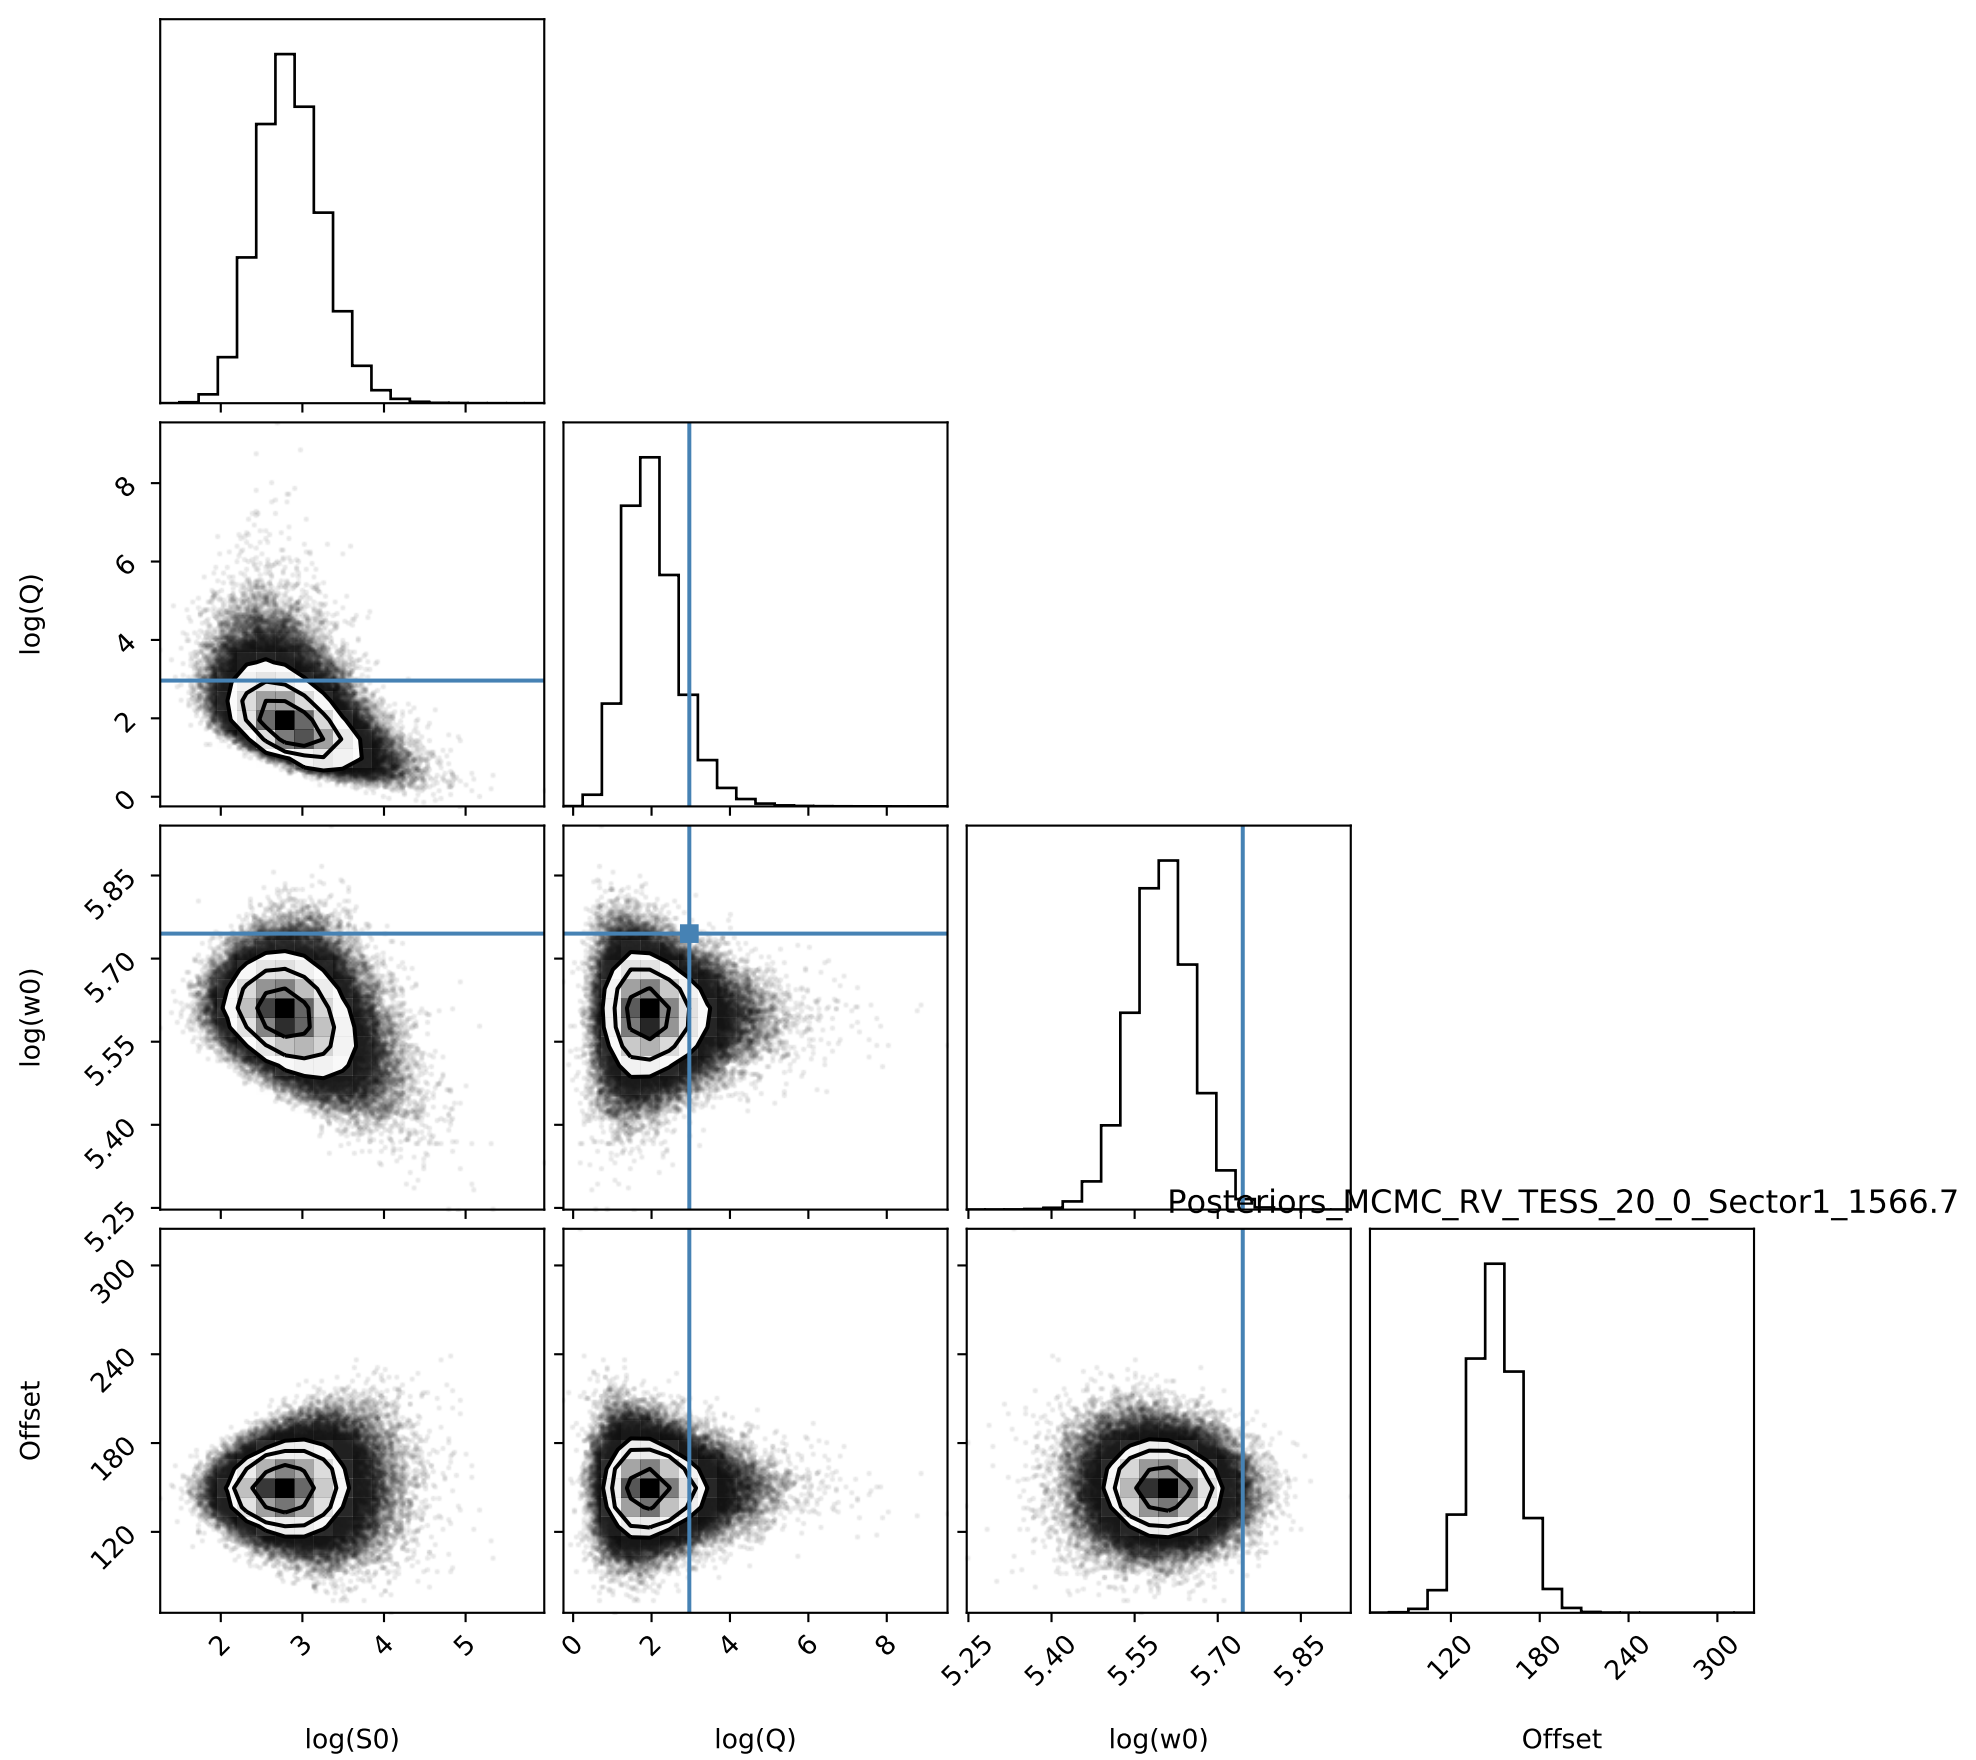 log(Q)
8
6
4
2
0
log(w0)
5.85
5.70
5.55
5.40
5.25
Posteriors_MCMC_RV_TESS_20_0_Sector1_1566.7
Offset
300
240
180
120
2 3 4 5
0 2 4 6 8
5.25 5.40 5.55 5.70 5.85
120 180 240 300
log(S0)
log(Q)
log(w0)
Offset